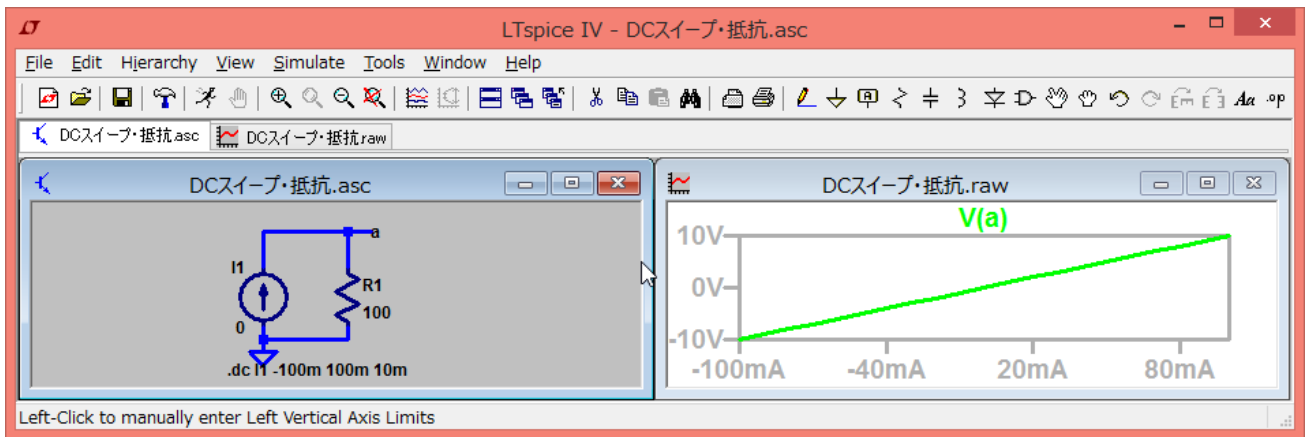 LTspice IV - DCスイープ・抵抗.asc
File Edit Hierarchy View Simulate Tools Window Help
Aa .op
DCスイープ・抵抗.asc DCスイープ・抵抗.raw
DCスイープ・抵抗.asc
a
I1
R1
100
0
.dc I1 -100m 100m 10m
DCスイープ・抵抗.raw
V(a)
10V
0V
-10V
-100mA -40mA 20mA 80mA
Left-Click to manually enter Left Vertical Axis Limits